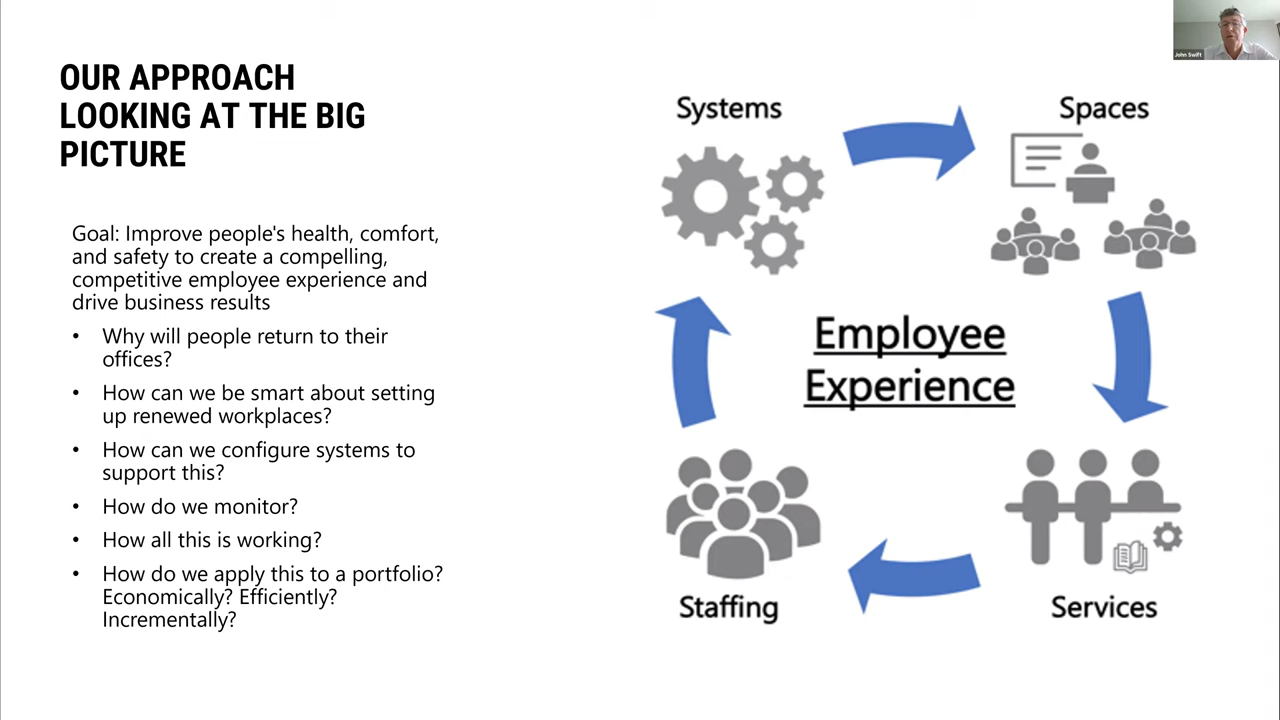 OUR APPROACH
LOOKING AT THE BIG
PICTURE
Goal: Improve people's health, comfort,
and safety to create a compelling,
competitive employee experience and
drive business results
• Why will people return to their
offices?
• How can we be smart about setting
up renewed workplaces?
• How can we configure systems to
support this?
• How do we monitor?
• How all this is working?
• How do we apply this to a portfolio?
Economically? Efficiently?
Incrementally?
Systems
Spaces
Employee
Experience
Staffing
Services
John Swift